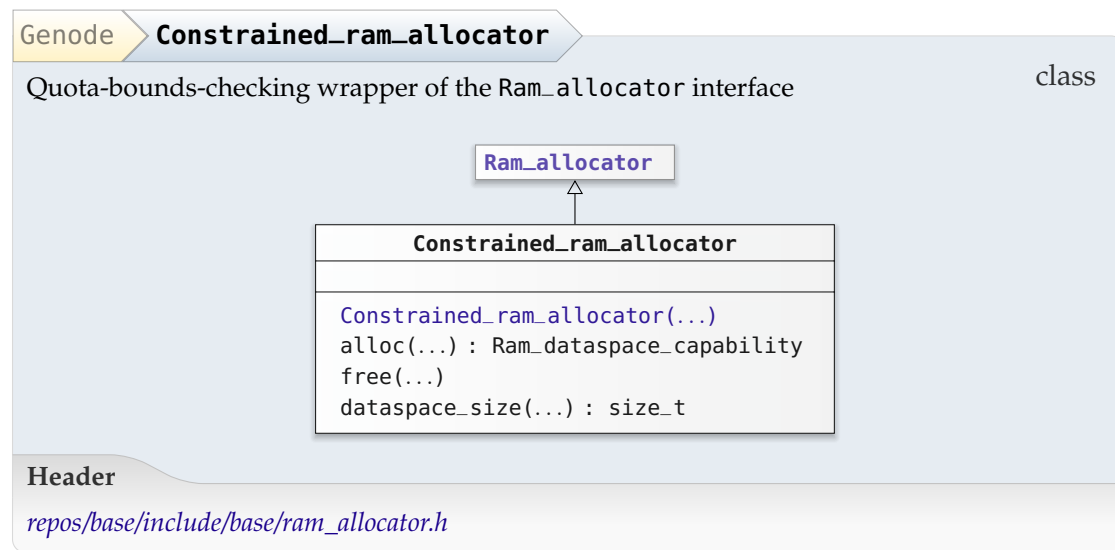 Genode Constrained_ram_allocator
Quota-bounds-checking wrapper of the Ram_allocator interface
class
Ram_allocator
Constrained_ram_allocator
Constrained_ram_allocator(...)
alloc(...) : Ram_dataspace_capability
free(...)
dataspace_size(...) : size_t
Header
repos/base/include/base/ram_allocator.h